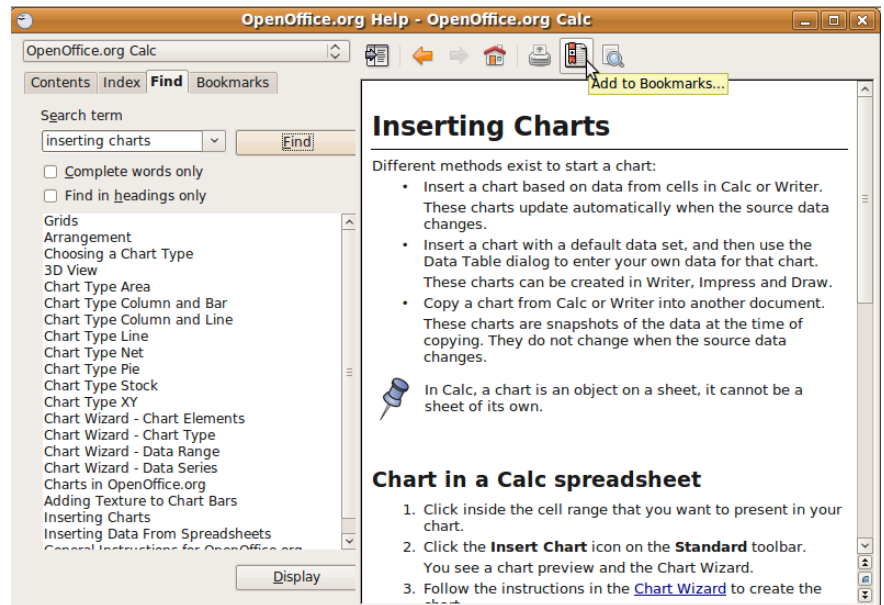 OpenOffice.org Help - OpenOffice.org Calc
OpenOffice.org Calc
Contents Index Find Bookmarks
Search term
inserting charts
Find
Complete words only
Find in headings only
Grids
Arrangement
Choosing a Chart Type
3D View
Chart Type Area
Chart Type Column and Bar
Chart Type Column and Line
Chart Type Line
Chart Type Net
Chart Type Pie
Chart Type Stock
Chart Type XY
Chart Wizard - Chart Elements
Chart Wizard - Chart Type
Chart Wizard - Data Range
Chart Wizard - Data Series
Charts in OpenOffice.org
Adding Texture to Chart Bars
Inserting Charts
Inserting Data From Spreadsheets
General Instructions for OpenOffice.org
Display
Add to Bookmarks...
Inserting Charts
Different methods exist to start a chart:
• Insert a chart based on data from cells in Calc or Writer.
These charts update automatically when the source data
changes.
• Insert a chart with a default data set, and then use the
Data Table dialog to enter your own data for that chart.
These charts can be created in Writer, Impress and Draw.
• Copy a chart from Calc or Writer into another document.
These charts are snapshots of the data at the time of
copying. They do not change when the source data
changes.
In Calc, a chart is an object on a sheet, it cannot be a
sheet of its own.
Chart in a Calc spreadsheet
1. Click inside the cell range that you want to present in your
chart.
2. Click the Insert Chart icon on the Standard toolbar.
You see a chart preview and the Chart Wizard.
3. Follow the instructions in the Chart Wizard to create the
chart.